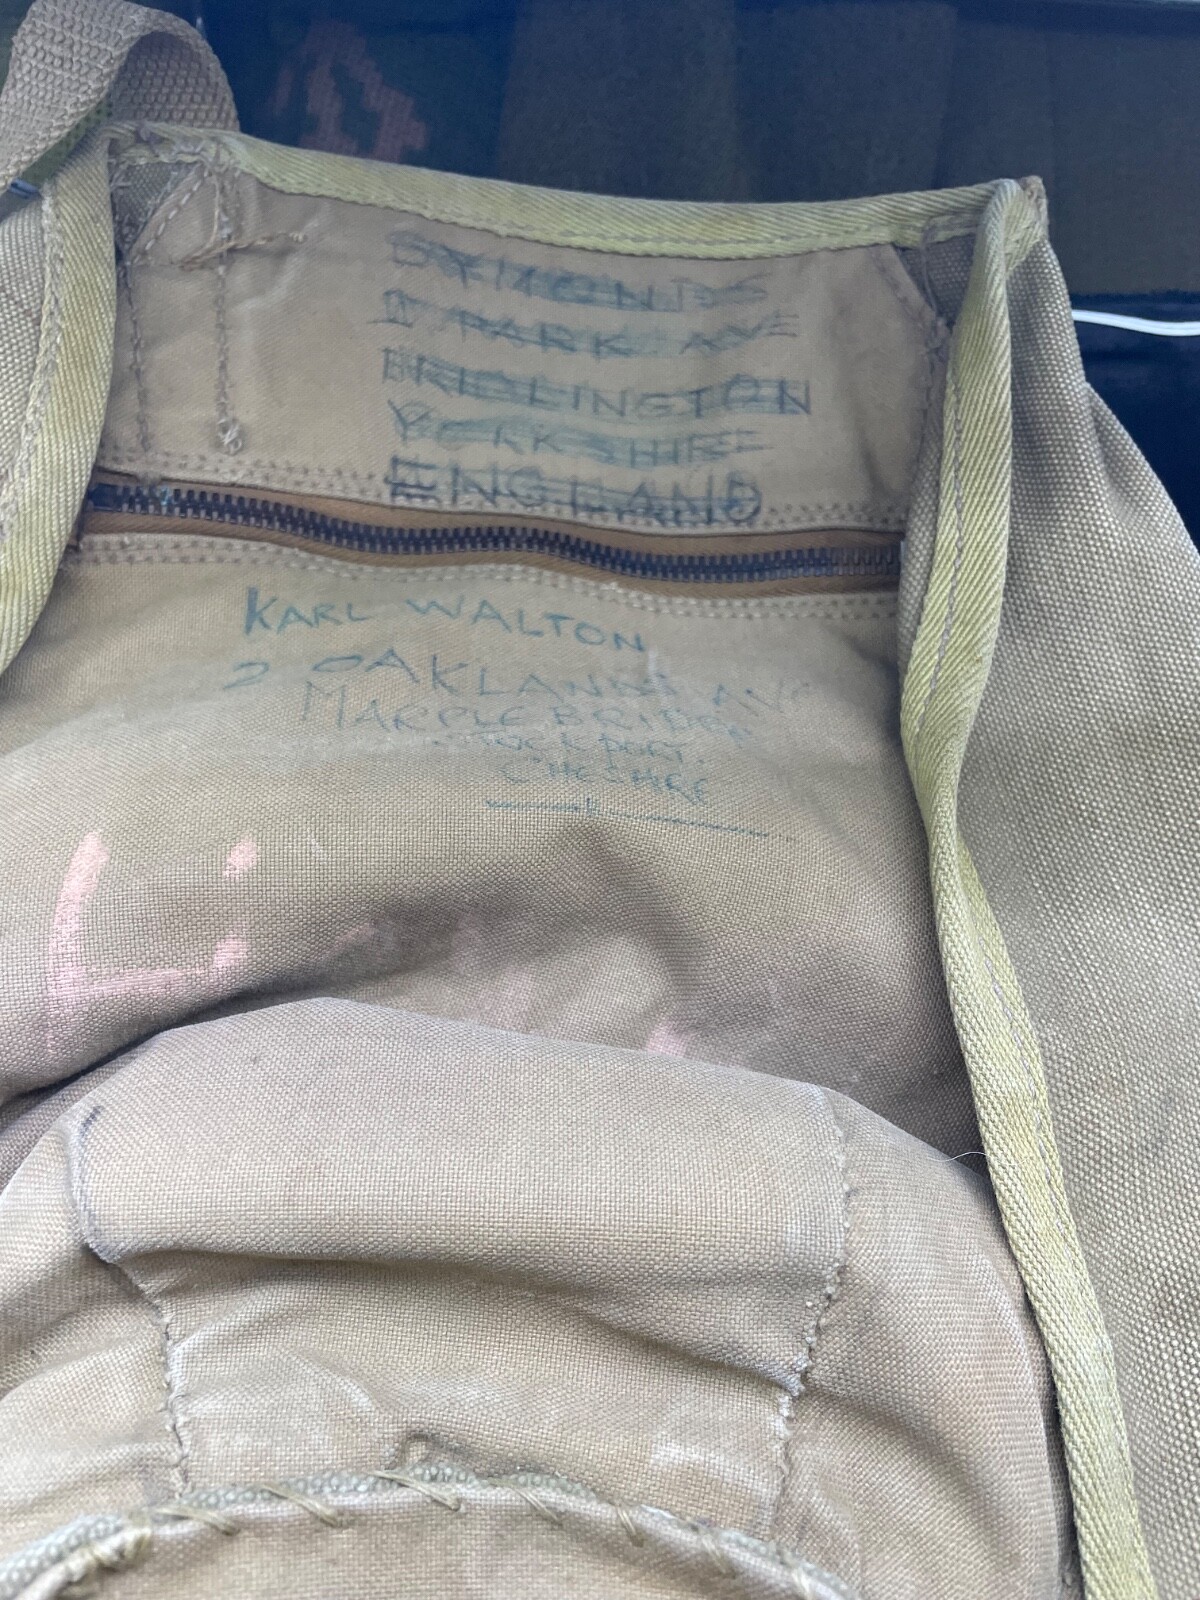 SYMONDS
PARK AVE
BRIDLINGTON
YORKSHIRE
ENGLAND
KARL WALTON
2 OAKLANDS AVE
MARPLE BRIDGE
STOCKPORT.
CHESHIRE